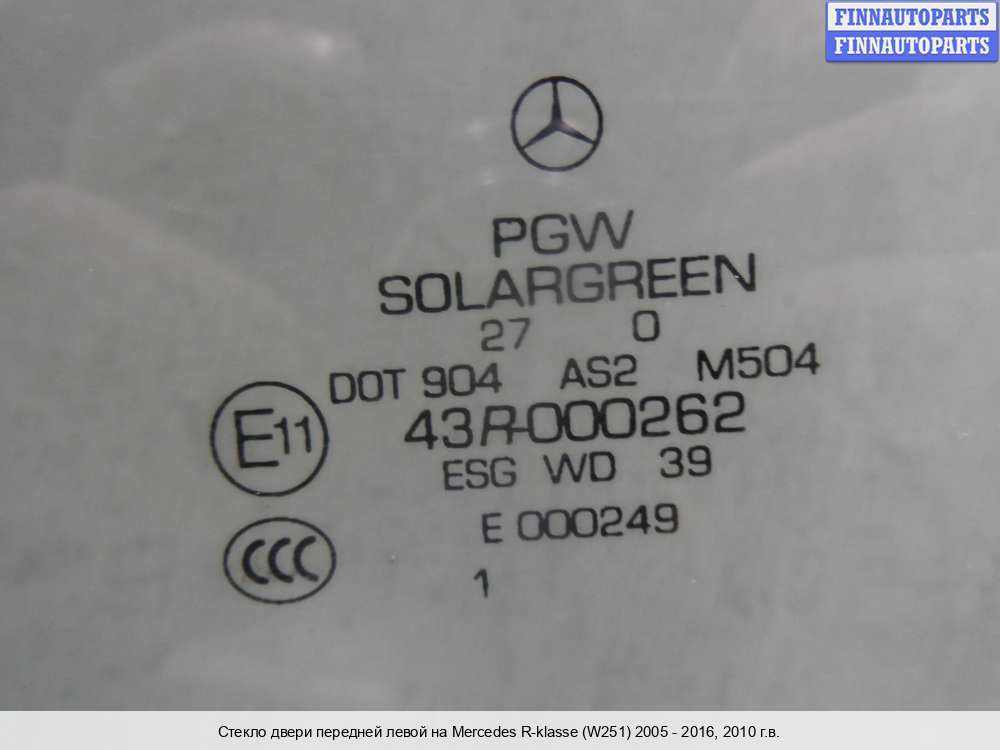 FINNAUTOPARTS
FINNAUTOPARTS
PGW
SOLARGREEN
27 0
DOT 904 AS2 M504
E11 43R-000262
ESG WD 39
E 000249
CCC
1
Стекло двери передней левой на Mercedes R-klasse (W251) 2005 - 2016, 2010 г.в.